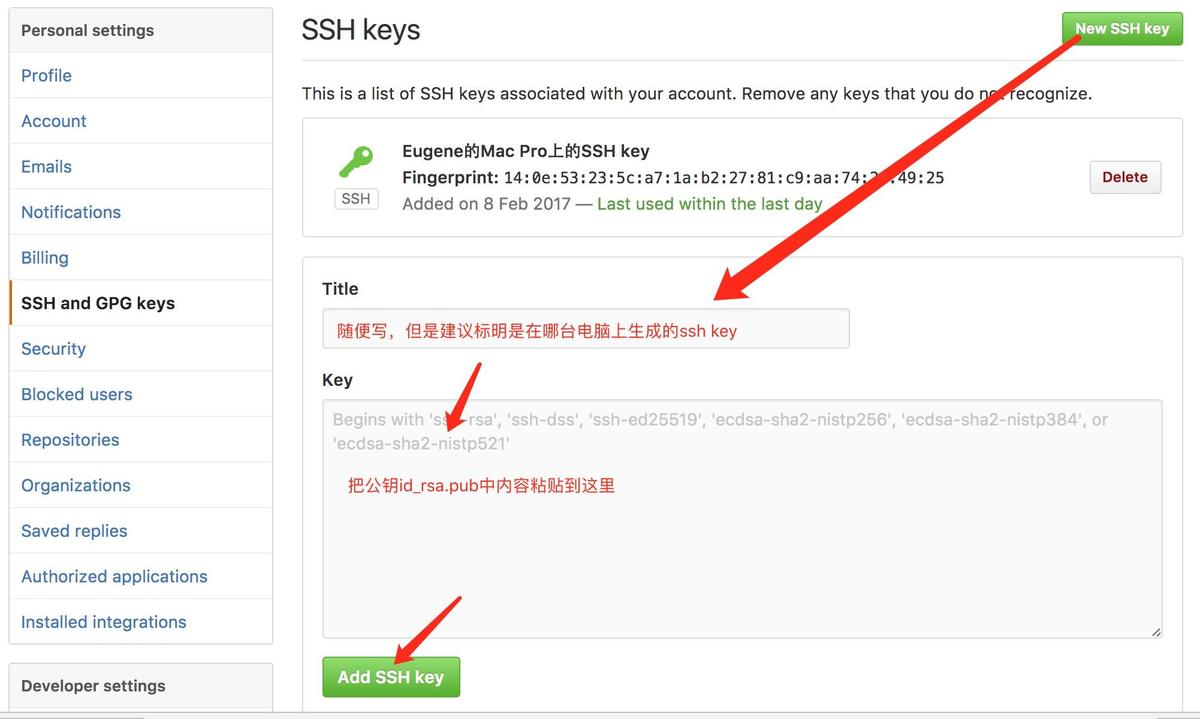 Personal settings
Profile
Account
Emails
Notifications
Billing
SSH and GPG keys
Security
Blocked users
Repositories
Organizations
Saved replies
Authorized applications
Installed integrations
Developer settings
SSH keys
New SSH key
This is a list of SSH keys associated with your account. Remove any keys that you do not recognize.
SSH
Eugene的Mac Pro上的SSH key
Fingerprint: 14:0e:53:23:5c:a7:1a:b2:27:81:c9:aa:74: :49:25
Added on 8 Feb 2017 — Last used within the last day
Delete
Title
随便写，但是建议标明是在哪台电脑上生成的ssh key
Key
Begins with 'ssh-rsa', 'ssh-dss', 'ssh-ed25519', 'ecdsa-sha2-nistp256', 'ecdsa-sha2-nistp384', or
'ecdsa-sha2-nistp521'
把公钥id_rsa.pub中内容粘贴到这里
Add SSH key